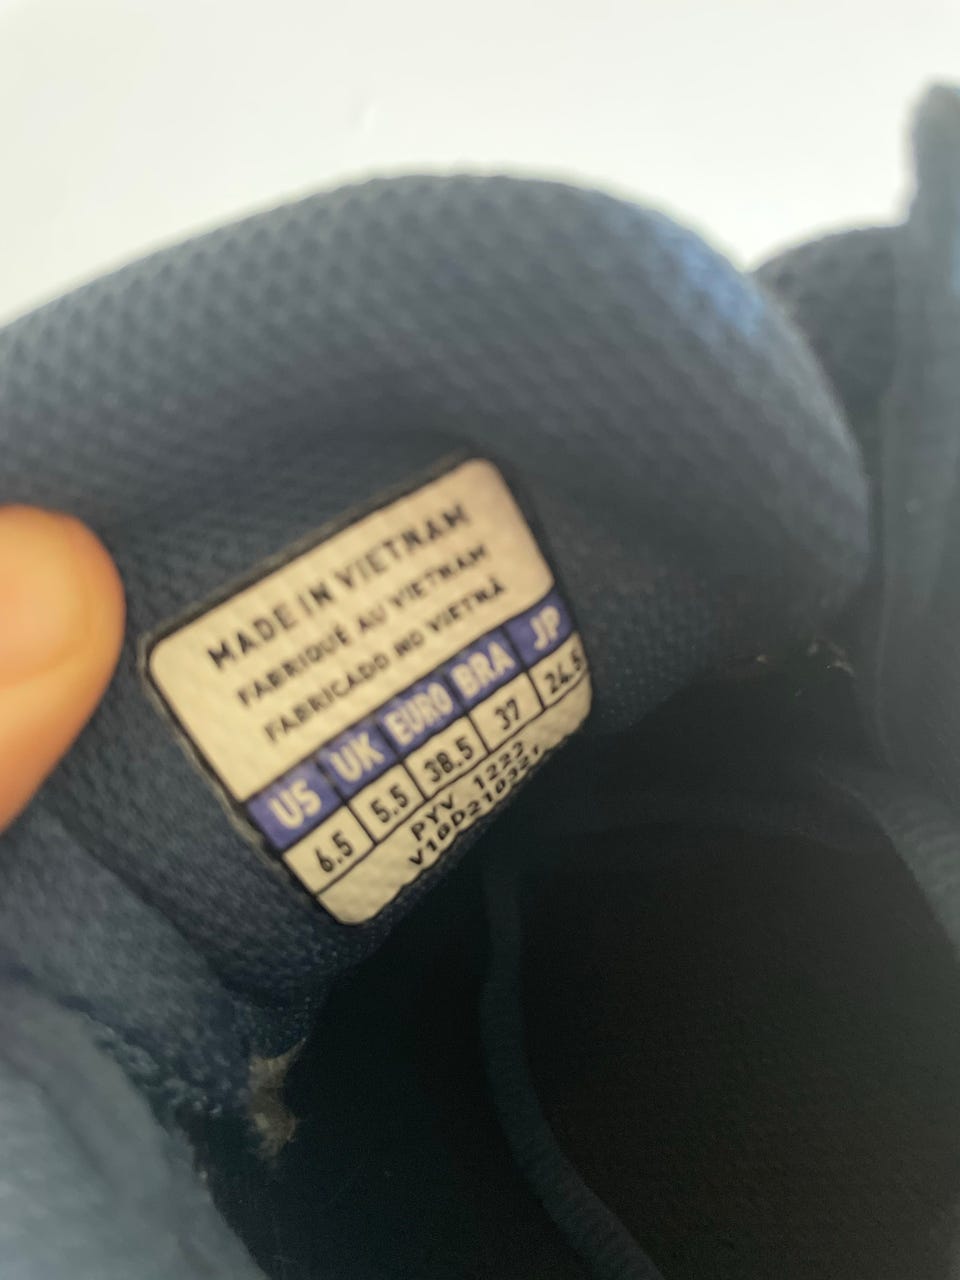 MADE IN VIETNAM
FABRIQUÉ AU VIETNAM
FABRICADO NO VIETNÃ
US UK EURO BRA JP
6.5 5.5 38.5 37 24.5
PYV 1222